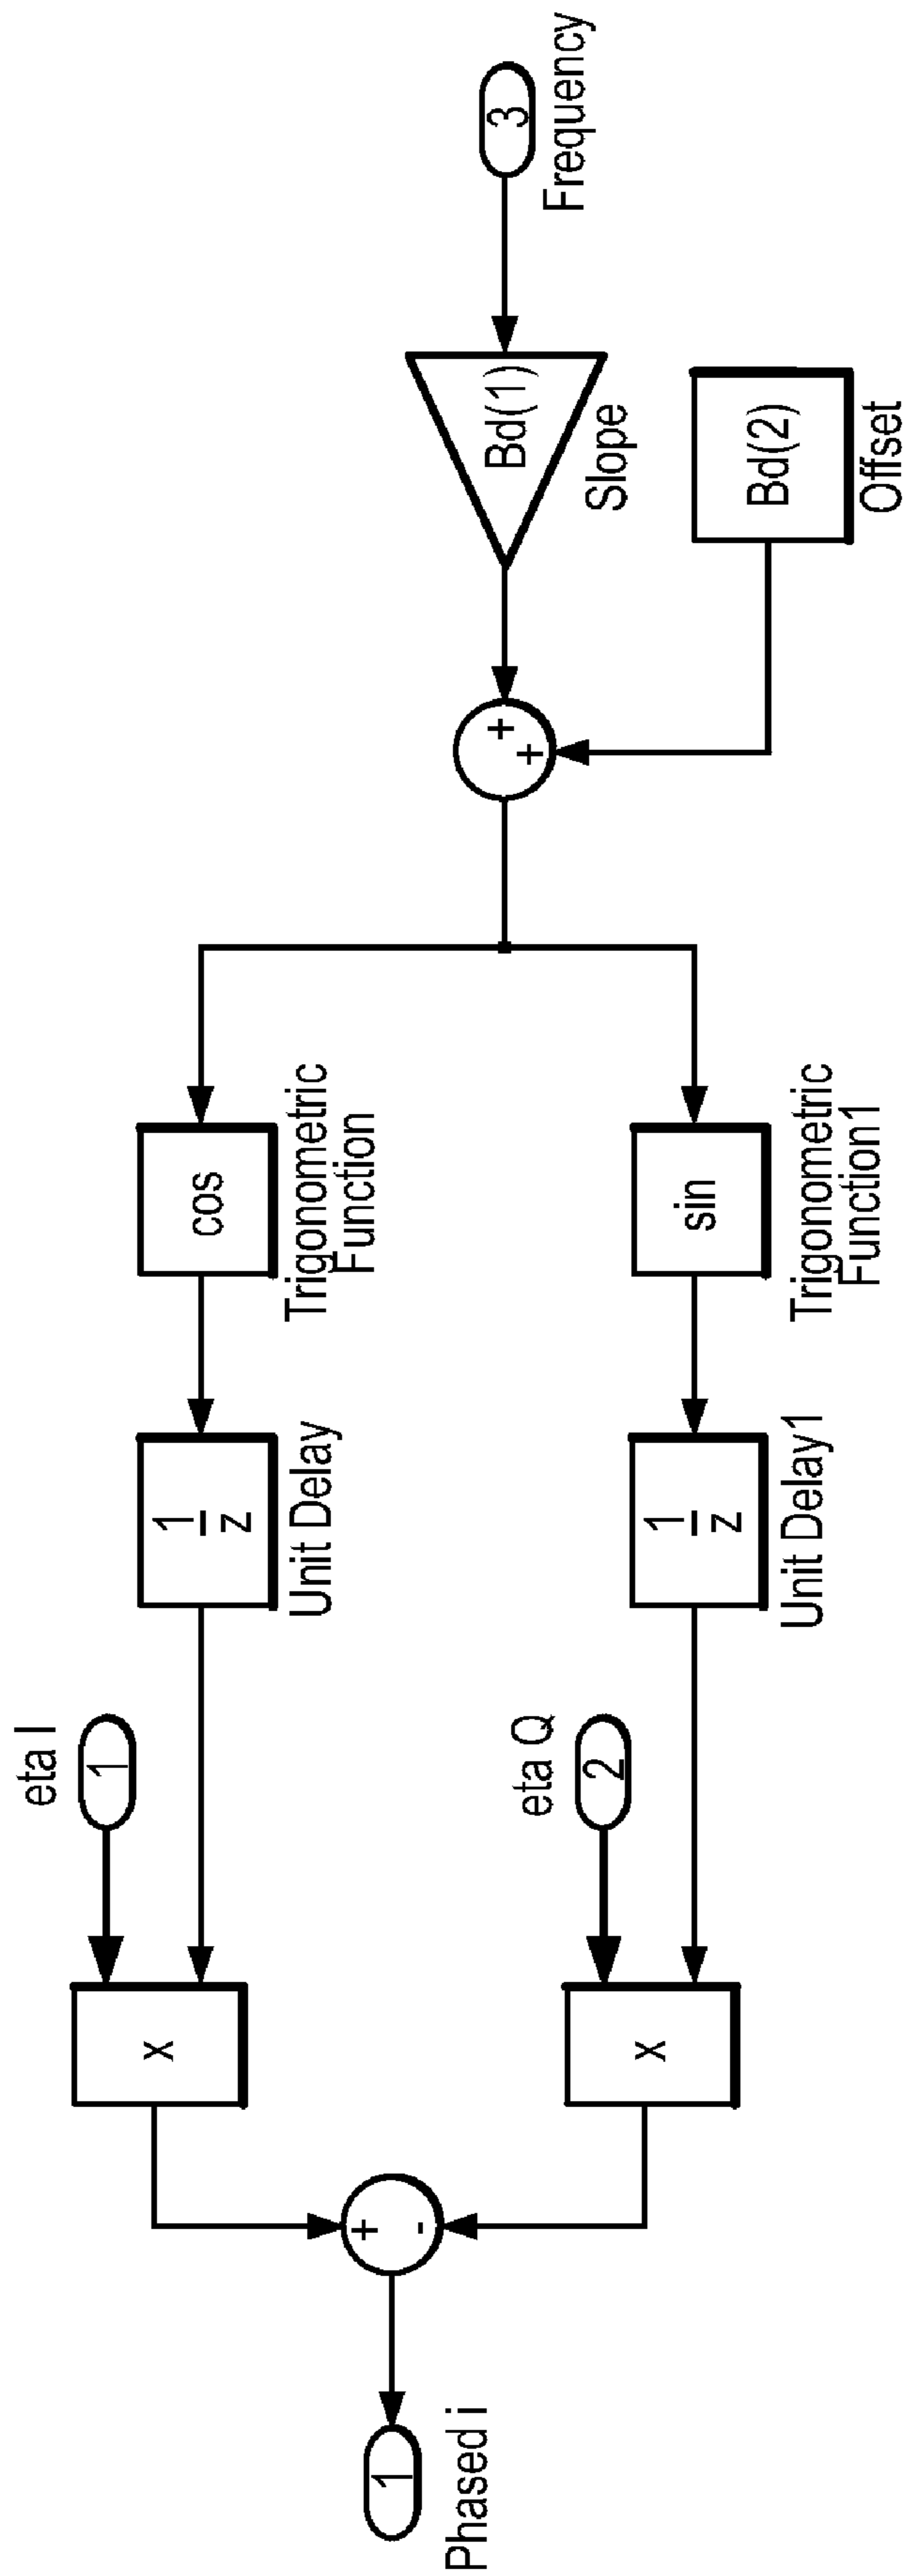 eta I
1
x
1
z
Unit Delay
cos
Trigonometric
Function
+
-
1
Phased i
+
+
Bd(1)
Slope
3
Frequency
eta Q
2
x
1
z
Unit Delay1
sin
Trigonometric
Function1
Bd(2)
Offset